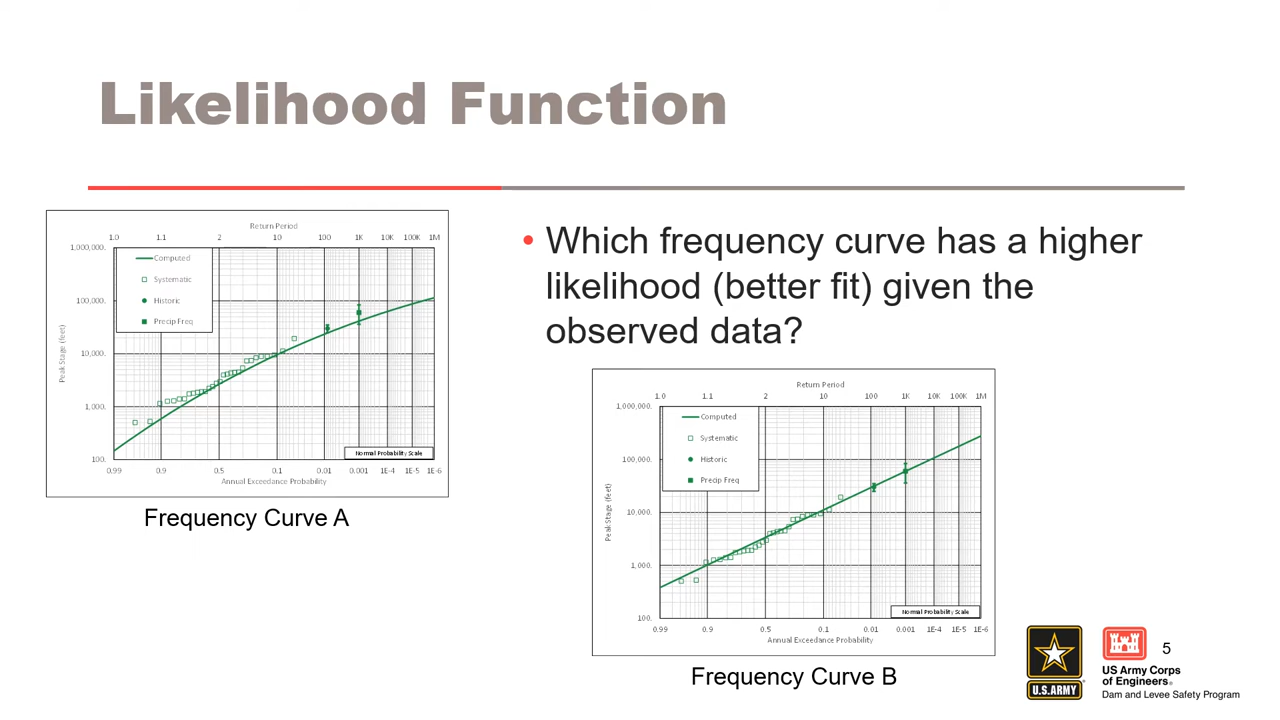 Likelihood Function
Return Period
1.0 1.1 2 10 100 1K 10K 100K 1M
1,000,000.
100,000.
10,000.
1,000.
100.
Peak Stage (feet)
Computed
Systematic
Historic
Precip Freq
Normal Probability Scale
0.99 0.9 0.5 0.1 0.01 0.001 1E-4 1E-5 1E-6
Annual Exceedance Probability
Frequency Curve A
• Which frequency curve has a higher
likelihood (better fit) given the
observed data?
Return Period
1.0 1.1 2 10 100 1K 10K 100K 1M
1,000,000.
100,000.
10,000.
1,000.
100.
Peak Stage (feet)
Computed
Systematic
Historic
Precip Freq
Normal Probability Scale
0.99 0.9 0.5 0.1 0.01 0.001 1E-4 1E-5 1E-6
Annual Exceedance Probability
Frequency Curve B
U.S.ARMY
5
US Army Corps
of Engineers®
Dam and Levee Safety Program